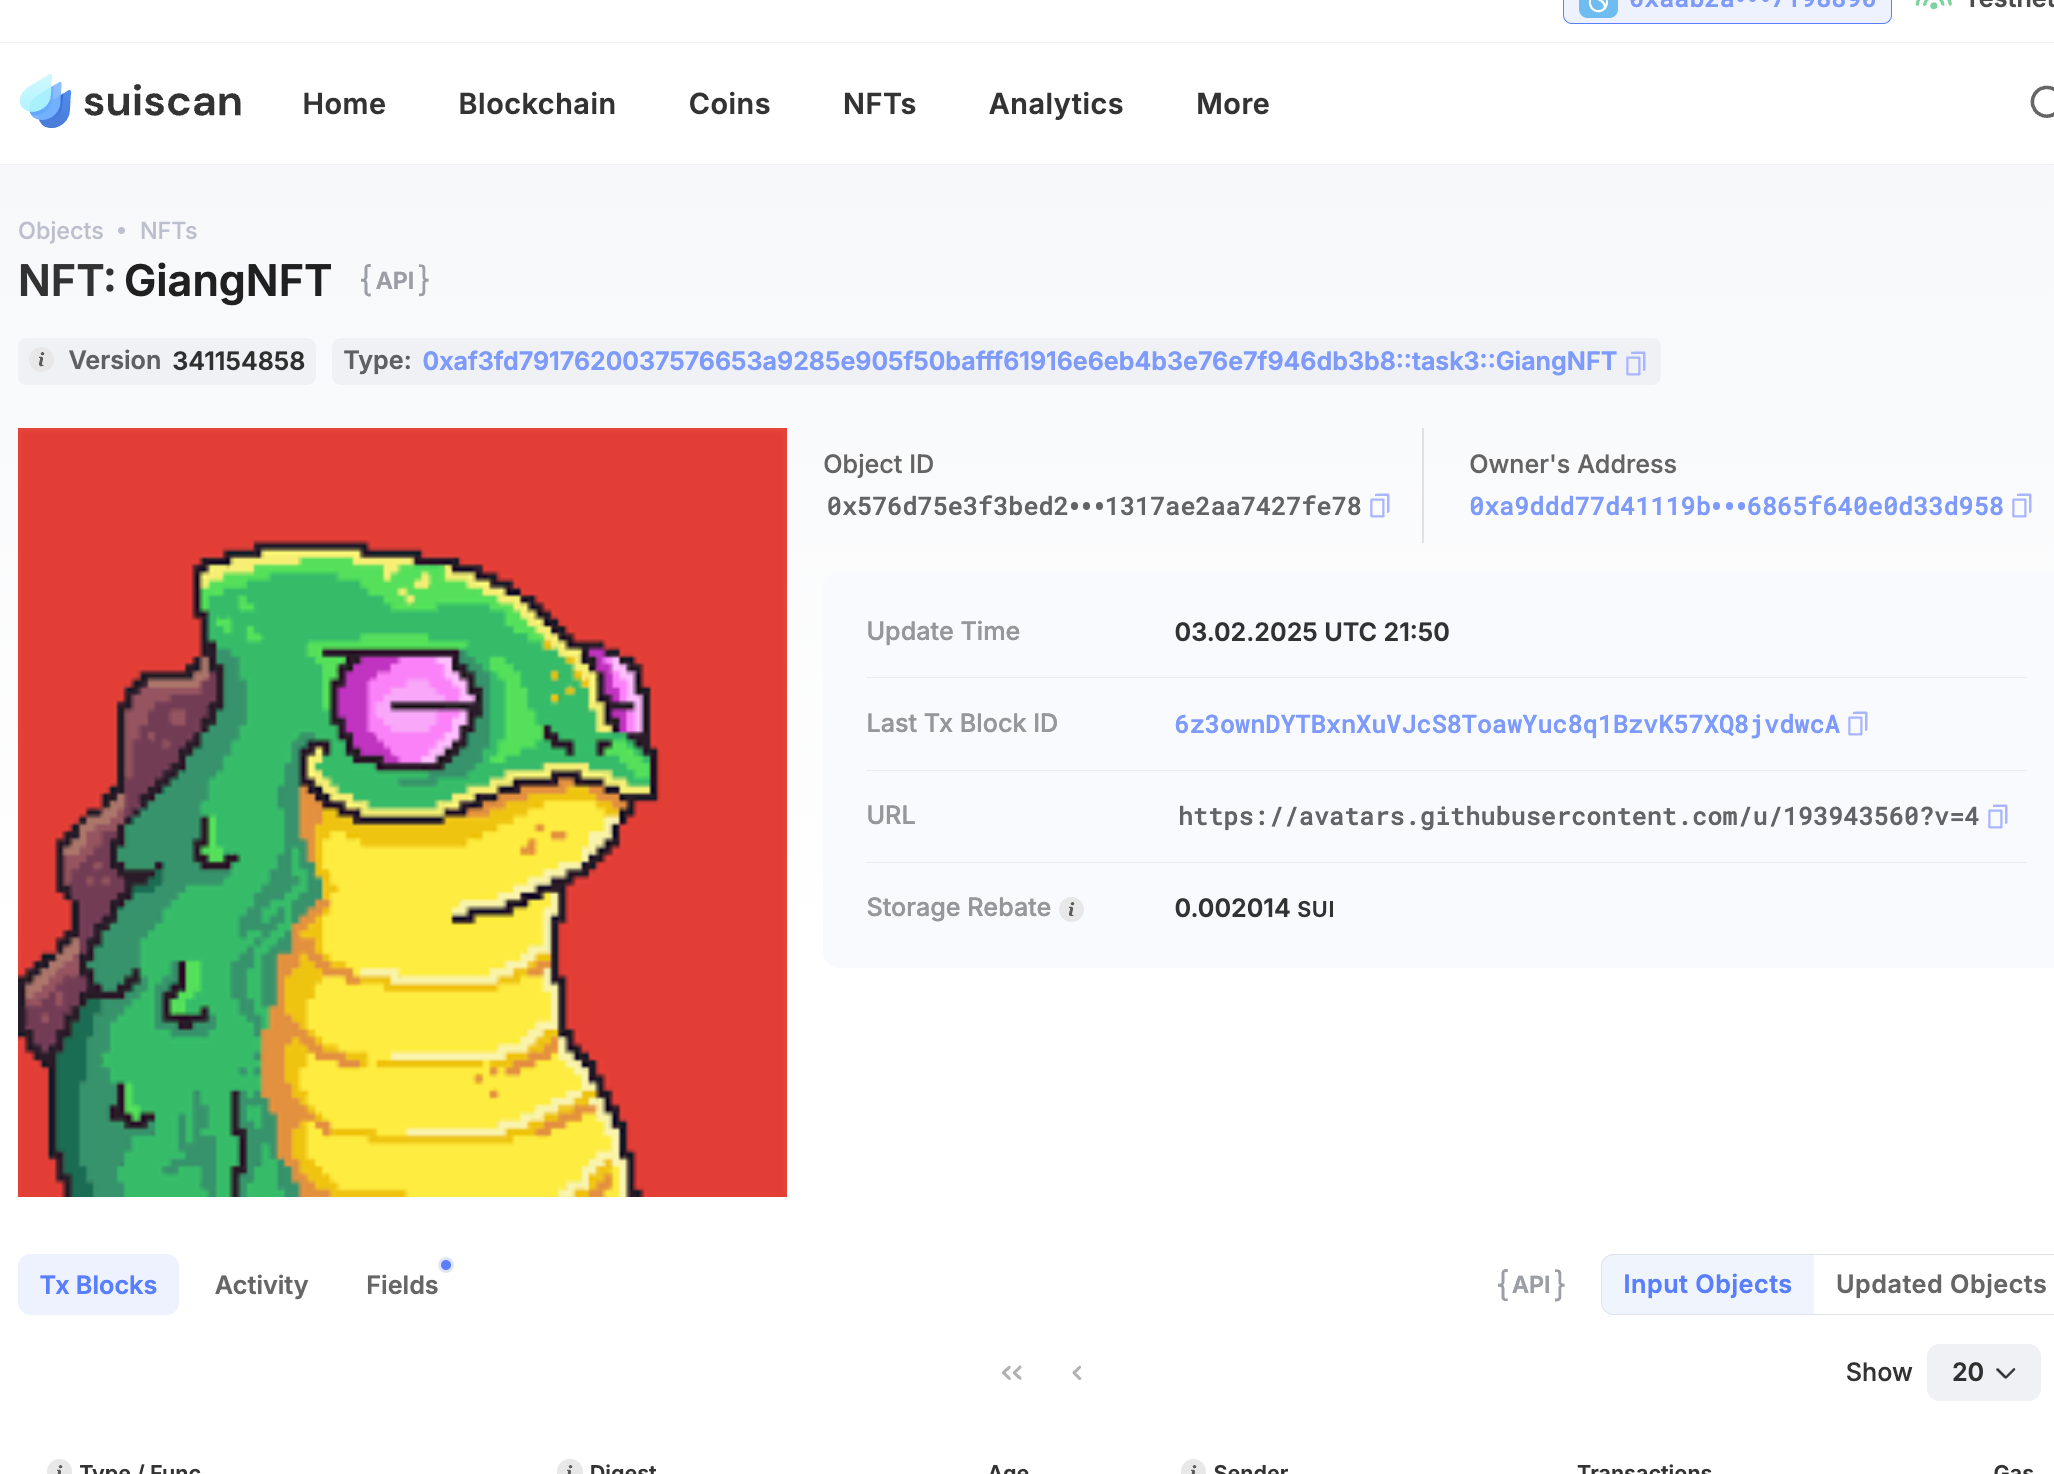 suiscan Home Blockchain Coins NFTs Analytics More
Objects • NFTs
NFT: GiangNFT {API}
i Version 341154858 Type: 0xaf3fd7917620037576653a9285e905f50bafff61916e6eb4b3e76e7f946db3b8::task3::GiangNFT
Object ID
0x576d75e3f3bed2•••1317ae2aa7427fe78
Owner's Address
0xa9ddd77d41119b•••6865f640e0d33d958
Update Time 03.02.2025 UTC 21:50
Last Tx Block ID 6z3ownDYTBxnXuVJcS8ToawYuc8q1BzvK57XQ8jvdwcA
URL https://avatars.githubusercontent.com/u/193943560?v=4
Storage Rebate i 0.002014 SUI
Tx Blocks Activity Fields {API} Input Objects Updated Objects
Show 20
i Type / Func i Digest Age i Sender Transactions Gas